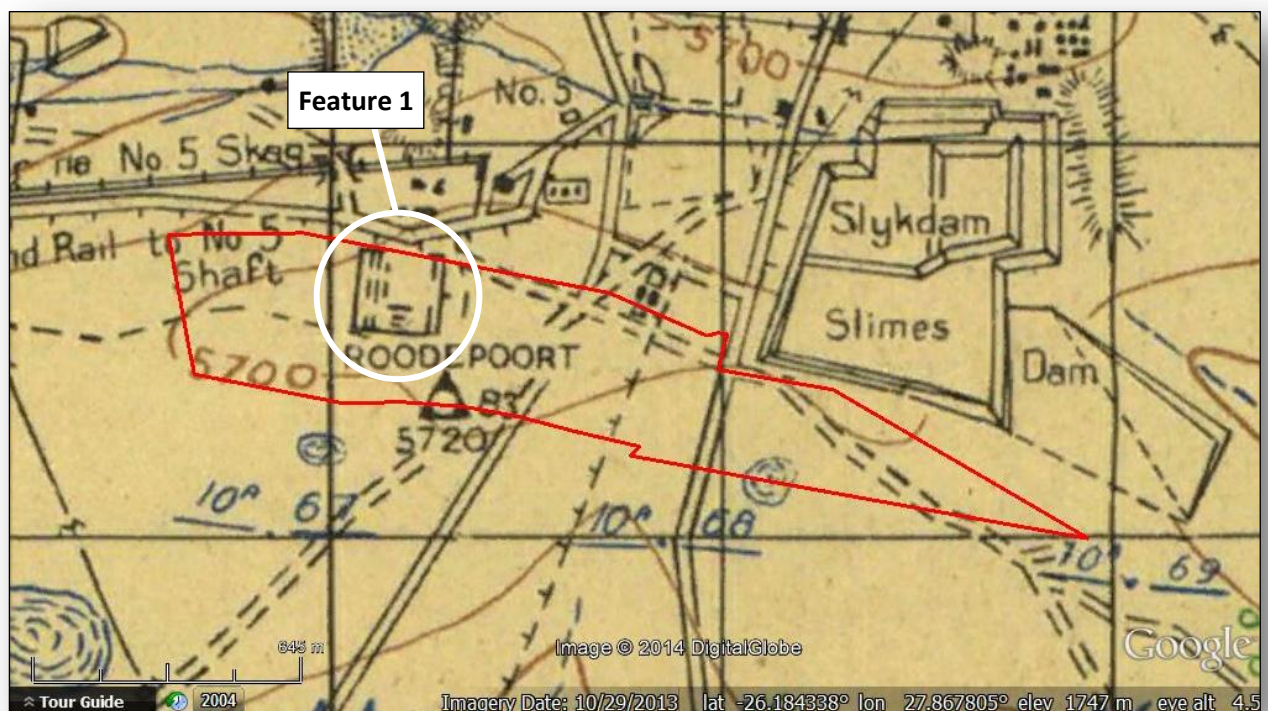 5700
Feature 1
No. 5
ne No 5 Skag
Slykdam
nd Rail to No 5
Shaft
Slimes
ROODEPOORT
5700
Dam
83
5720
10A 67
10A 68
10A 69
645 m
Image © 2014 DigitalGlobe
Google
Tour Guide
2004
Imagery Date: 10/29/2013 lat -26.184338° lon 27.867805° elev 1747 m eye alt 4.5